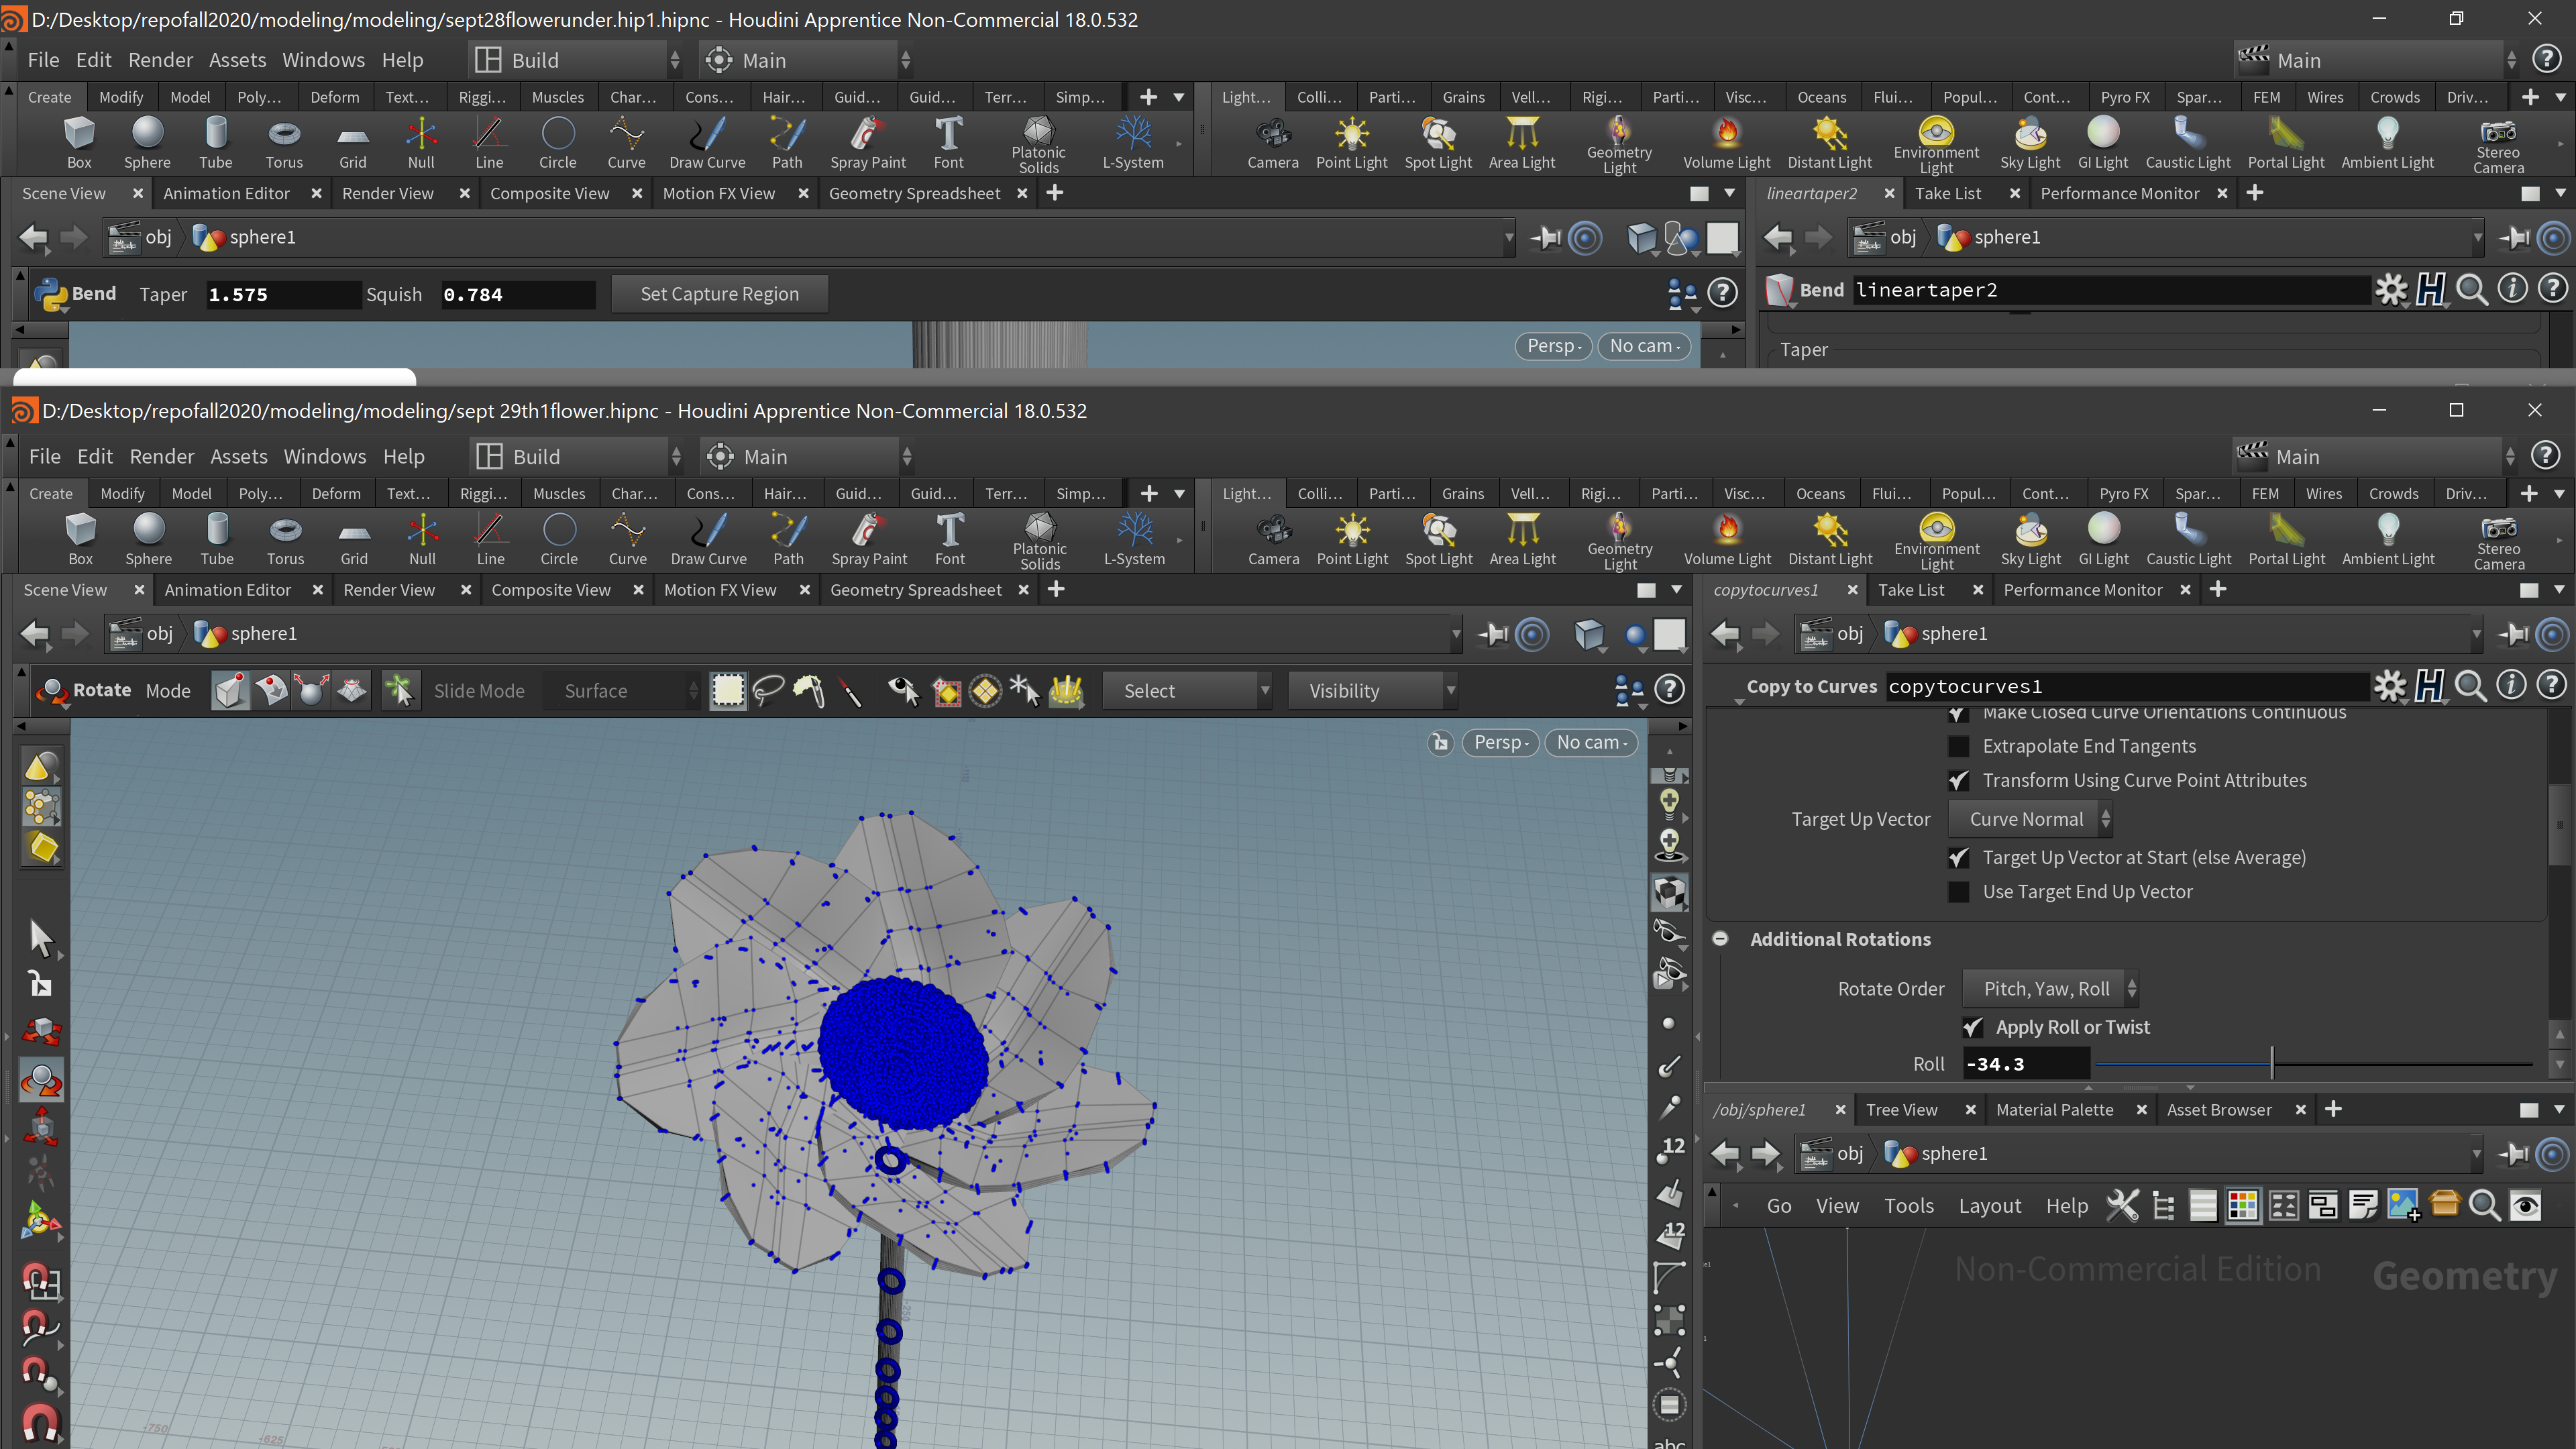 D:/Desktop/repofall2020/modeling/modeling/sept28flowerunder.hip1.hipnc - Houdini Apprentice Non-Commercial 18.0.532
File Edit Render Assets Windows Help Build Main Main
Create Modify Model Poly... Deform Text... Riggi... Muscles Char... Cons... Hair... Guid... Guid... Terr... Simp... Light... Colli... Parti... Grains Vell... Rigi... Parti... Visc... Oceans Flui... Popul... Cont... Pyro FX Spar... FEM Wires Crowds Driv...
Box Sphere Tube Torus Grid Null Line Circle Curve Draw Curve Path Spray Paint Font Platonic Solids L-System Camera Point Light Spot Light Area Light Geometry Light Volume Light Distant Light Environment Light Sky Light GI Light Caustic Light Portal Light Ambient Light Stereo Camera
Scene View Animation Editor Render View Composite View Motion FX View Geometry Spreadsheet lineartaper2 Take List Performance Monitor
obj sphere1 obj sphere1
Bend Taper 1.575 Squish 0.784 Set Capture Region Bend lineartaper2
Persp No cam Taper
D:/Desktop/repofall2020/modeling/modeling/sept 29th1flower.hipnc - Houdini Apprentice Non-Commercial 18.0.532
File Edit Render Assets Windows Help Build Main Main
Create Modify Model Poly... Deform Text... Riggi... Muscles Char... Cons... Hair... Guid... Guid... Terr... Simp... Light... Colli... Parti... Grains Vell... Rigi... Parti... Visc... Oceans Flui... Popul... Cont... Pyro FX Spar... FEM Wires Crowds Driv...
Box Sphere Tube Torus Grid Null Line Circle Curve Draw Curve Path Spray Paint Font Platonic Solids L-System Camera Point Light Spot Light Area Light Geometry Light Volume Light Distant Light Environment Light Sky Light GI Light Caustic Light Portal Light Ambient Light Stereo Camera
Scene View Animation Editor Render View Composite View Motion FX View Geometry Spreadsheet copytocurves1 Take List Performance Monitor
obj sphere1 obj sphere1
Rotate Mode Slide Mode Surface Select Visibility Copy to Curves copytocurves1
Persp No cam
Make Closed Curve Orientations Continuous
Extrapolate End Tangents
Transform Using Curve Point Attributes
Target Up Vector Curve Normal
Target Up Vector at Start (else Average)
Use Target End Up Vector
Additional Rotations
Rotate Order Pitch, Yaw, Roll
Apply Roll or Twist
Roll -34.3
/obj/sphere1 Tree View Material Palette Asset Browser
obj sphere1
Go View Tools Layout Help
Non-Commercial Edition Geometry
12
12
abc
-750
-625